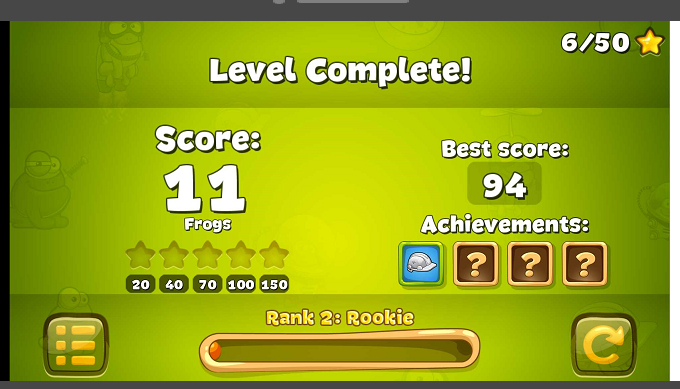 6/50
Level Complete!
Score:
11
Frogs
20 40 70 100 150
Best score:
94
Achievements:
? ? ?
Rank 2: Rookie